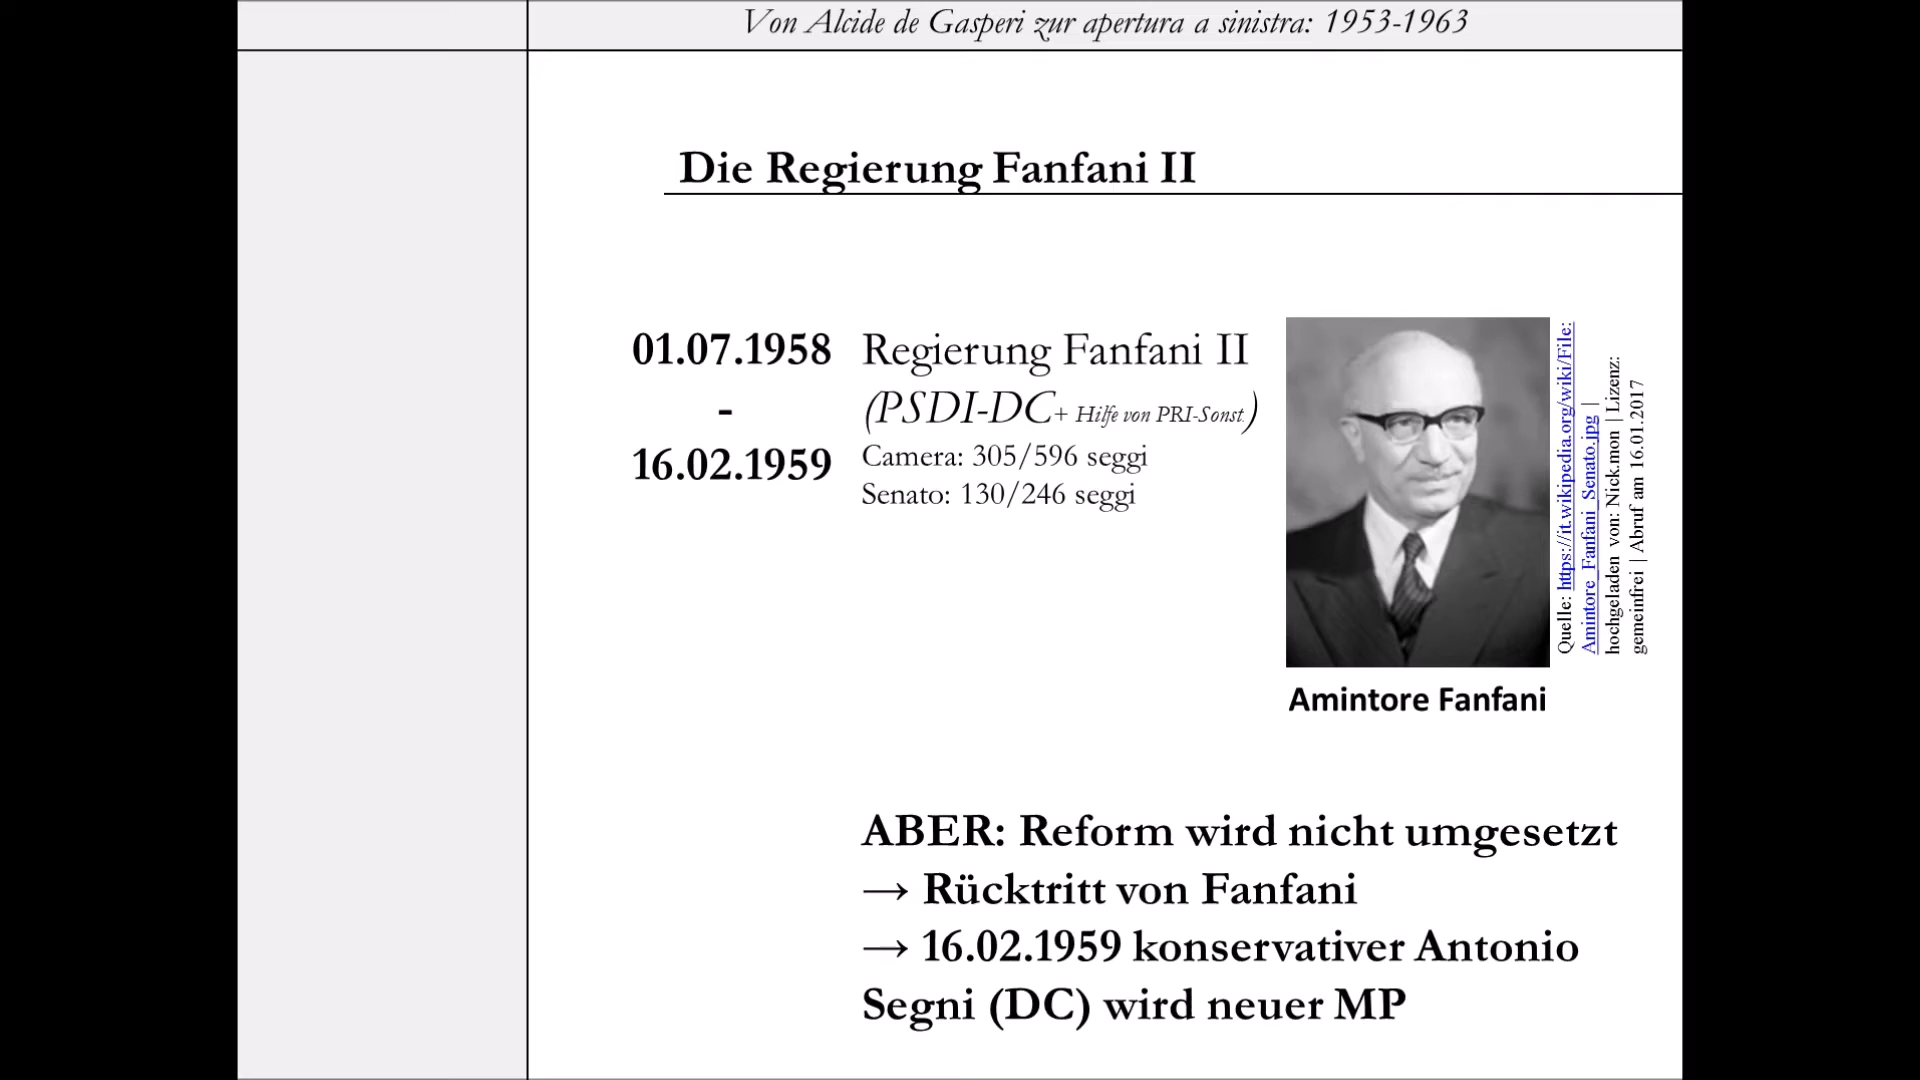 Von Alcide de Gasperi zur apertura a sinistra: 1953-1963
Die Regierung Fanfani II
01.07.1958
-
16.02.1959
Regierung Fanfani II
(PSDI-DC+ Hilfe von PRI-Sonst.)
Camera: 305/596 seggi
Senato: 130/246 seggi
Quelle: https://it.wikipedia.org/wiki/File:
Amintore_Fanfani_Senato.jpg |
hochgeladen von: Nick.mon | Lizenz:
gemeinfrei | Abruf am 16.01.2017
Amintore Fanfani
ABER: Reform wird nicht umgesetzt
→ Rücktritt von Fanfani
→ 16.02.1959 konservativer Antonio
Segni (DC) wird neuer MP